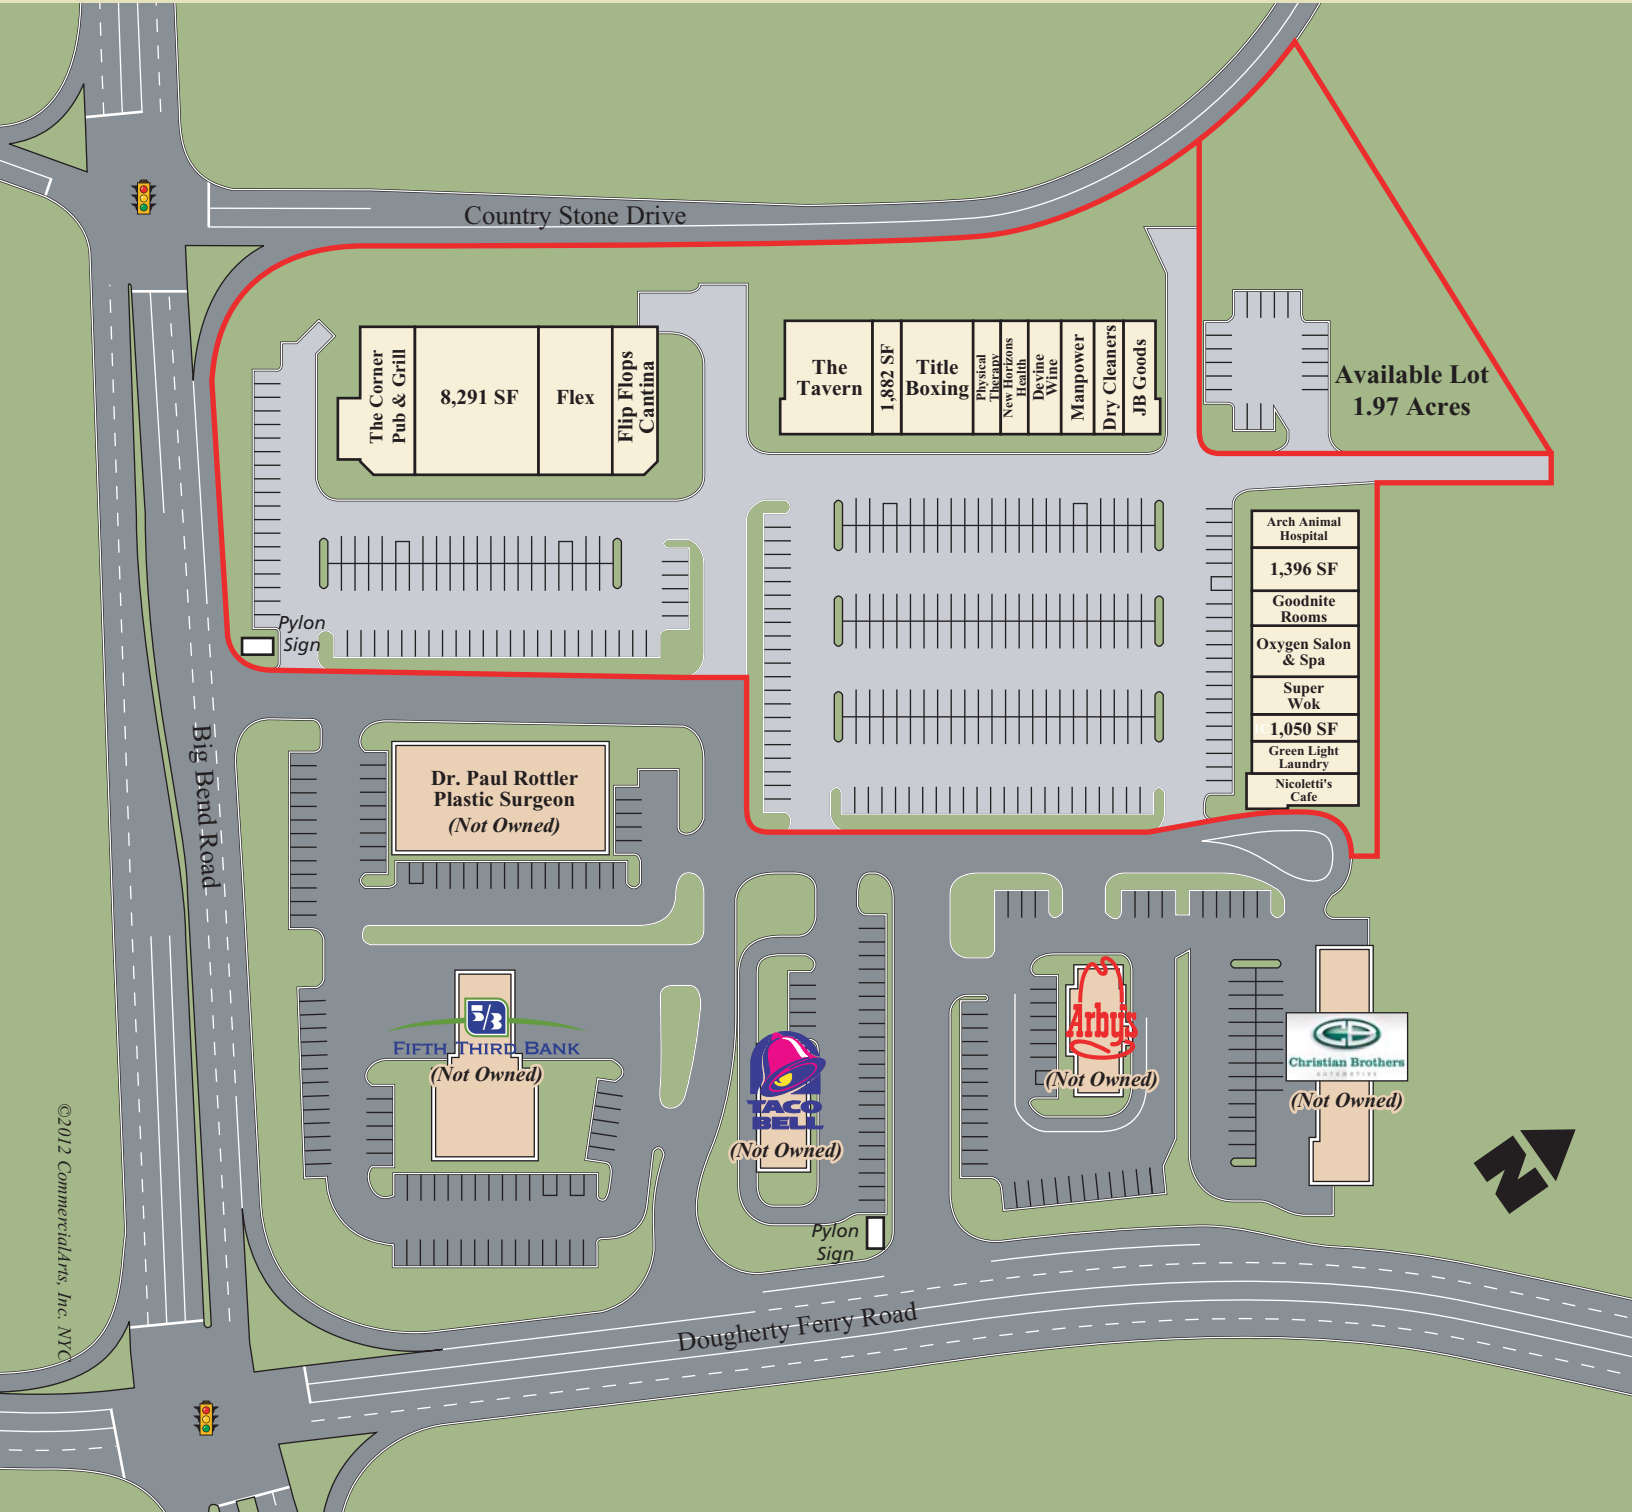 Country Stone Drive
The Corner
Pub & Grill
8,291 SF
Flex
Flip Flops
Cantina
The
Tavern
1,882 SF
Title
Boxing
Physical
Therapy
New Horizons
Health
Devine
Wine
Manpower
Dry Cleaners
JB Goods
Available Lot
1.97 Acres
Arch Animal
Hospital
1,396 SF
Goodnite
Rooms
Oxygen Salon
& Spa
Super
Wok
1,050 SF
Green Light
Laundry
Nicoletti's
Cafe
Pylon
Sign
Big Bend Road
Dr. Paul Rottler
Plastic Surgeon
(Not Owned)
5/3
FIFTH THIRD BANK
(Not Owned)
TACO
BELL
(Not Owned)
Arby's
(Not Owned)
CB
Christian Brothers
AUTOMOTIVE
(Not Owned)
Pylon
Sign
Dougherty Ferry Road
N
©2012 CommercialArts, Inc. NYC